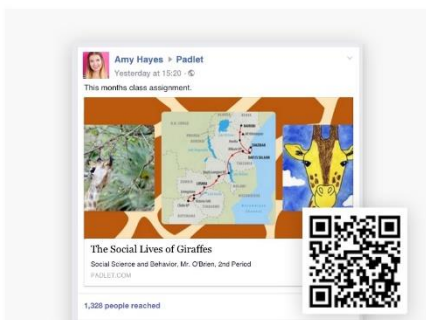 Amy Hayes ▸ Padlet
Yesterday at 15:20 ·
This months class assignment.
The Social Lives of Giraffes
Social Science and Behavior, Mr. O'Brien, 2nd Period
PADLET.COM
1,328 people reached